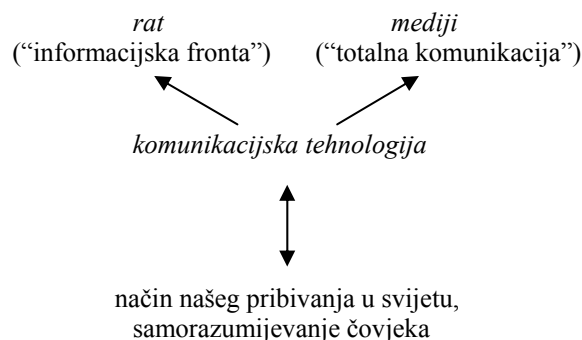 rat mediji
(“informacijska fronta”) (“totalna komunikacija”)
komunikacijska tehnologija
način našeg pribivanja u svijetu,
samorazumijevanje čovjeka